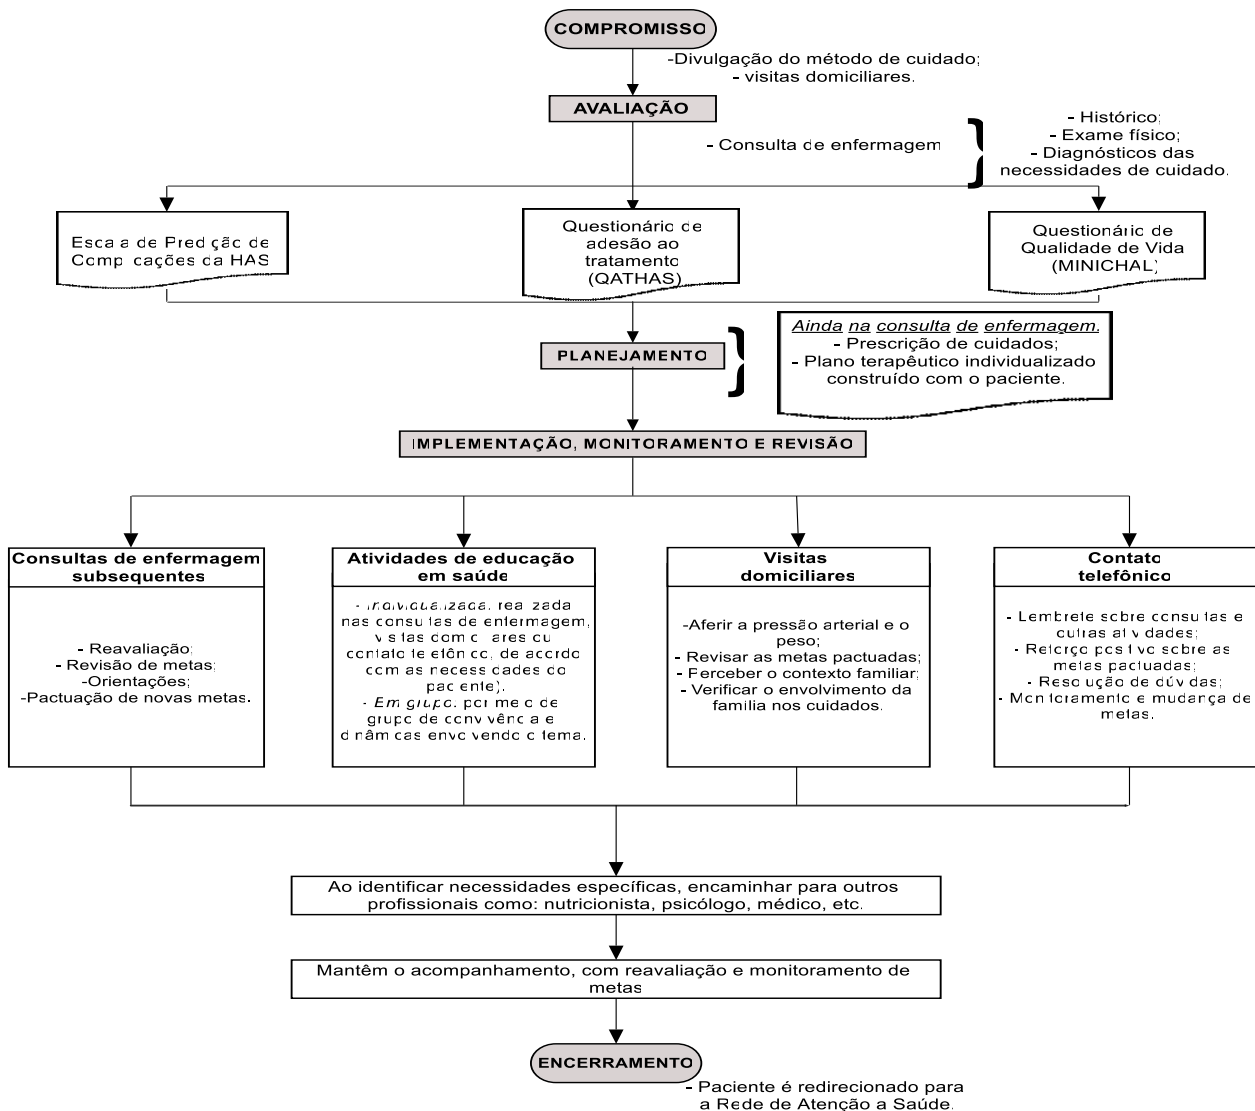 COMPROMISSO
-Divulgação do método de cuidado;
- visitas domiciliares.
AVALIAÇÃO
- Consulta de enfermagem
- Histórico;
- Exame físico;
- Diagnósticos das
necessidades de cuidado.
Escala de Predição de
Complicações da HAS
Questionário de
adesão ao
tratamento
(QATHAS)
Questionário de
Qualidade de Vida
(MINICHAL)
PLANEJAMENTO
Ainda na consulta de enfermagem.
- Prescrição de cuidados;
- Plano terapêutico individualizado
construído com o paciente.
IMPLEMENTAÇÃO, MONITORAMENTO E REVISÃO
Consultas de enfermagem
subsequentes
- Reavaliação;
- Revisão de metas;
-Orientações;
-Pactuação de novas metas.
Atividades de educação
em saúde
- Individualizada, realizada
nas consultas de enfermagem,
visitas domiciliares ou
contato telefônico, de acordo
com as necessidades do
paciente).
- Em grupo, por meio de
grupo de convivência e
dinâmicas envolvendo o tema.
Visitas
domiciliares
-Aferir a pressão arterial e o
peso;
- Revisar as metas pactuadas;
- Perceber o contexto familiar;
- Verificar o envolvimento da
família nos cuidados.
Contato
telefônico
- Lembrete sobre consultas e
outras atividades;
- Reforço positivo sobre as
metas pactuadas;
- Resolução de dúvidas;
- Monitoramento e mudança de
metas.
Ao identificar necessidades específicas, encaminhar para outros
profissionais como: nutricionista, psicólogo, médico, etc.
Mantêm o acompanhamento, com reavaliação e monitoramento de
metas
ENCERRAMENTO
- Paciente é redirecionado para
a Rede de Atenção a Saúde.